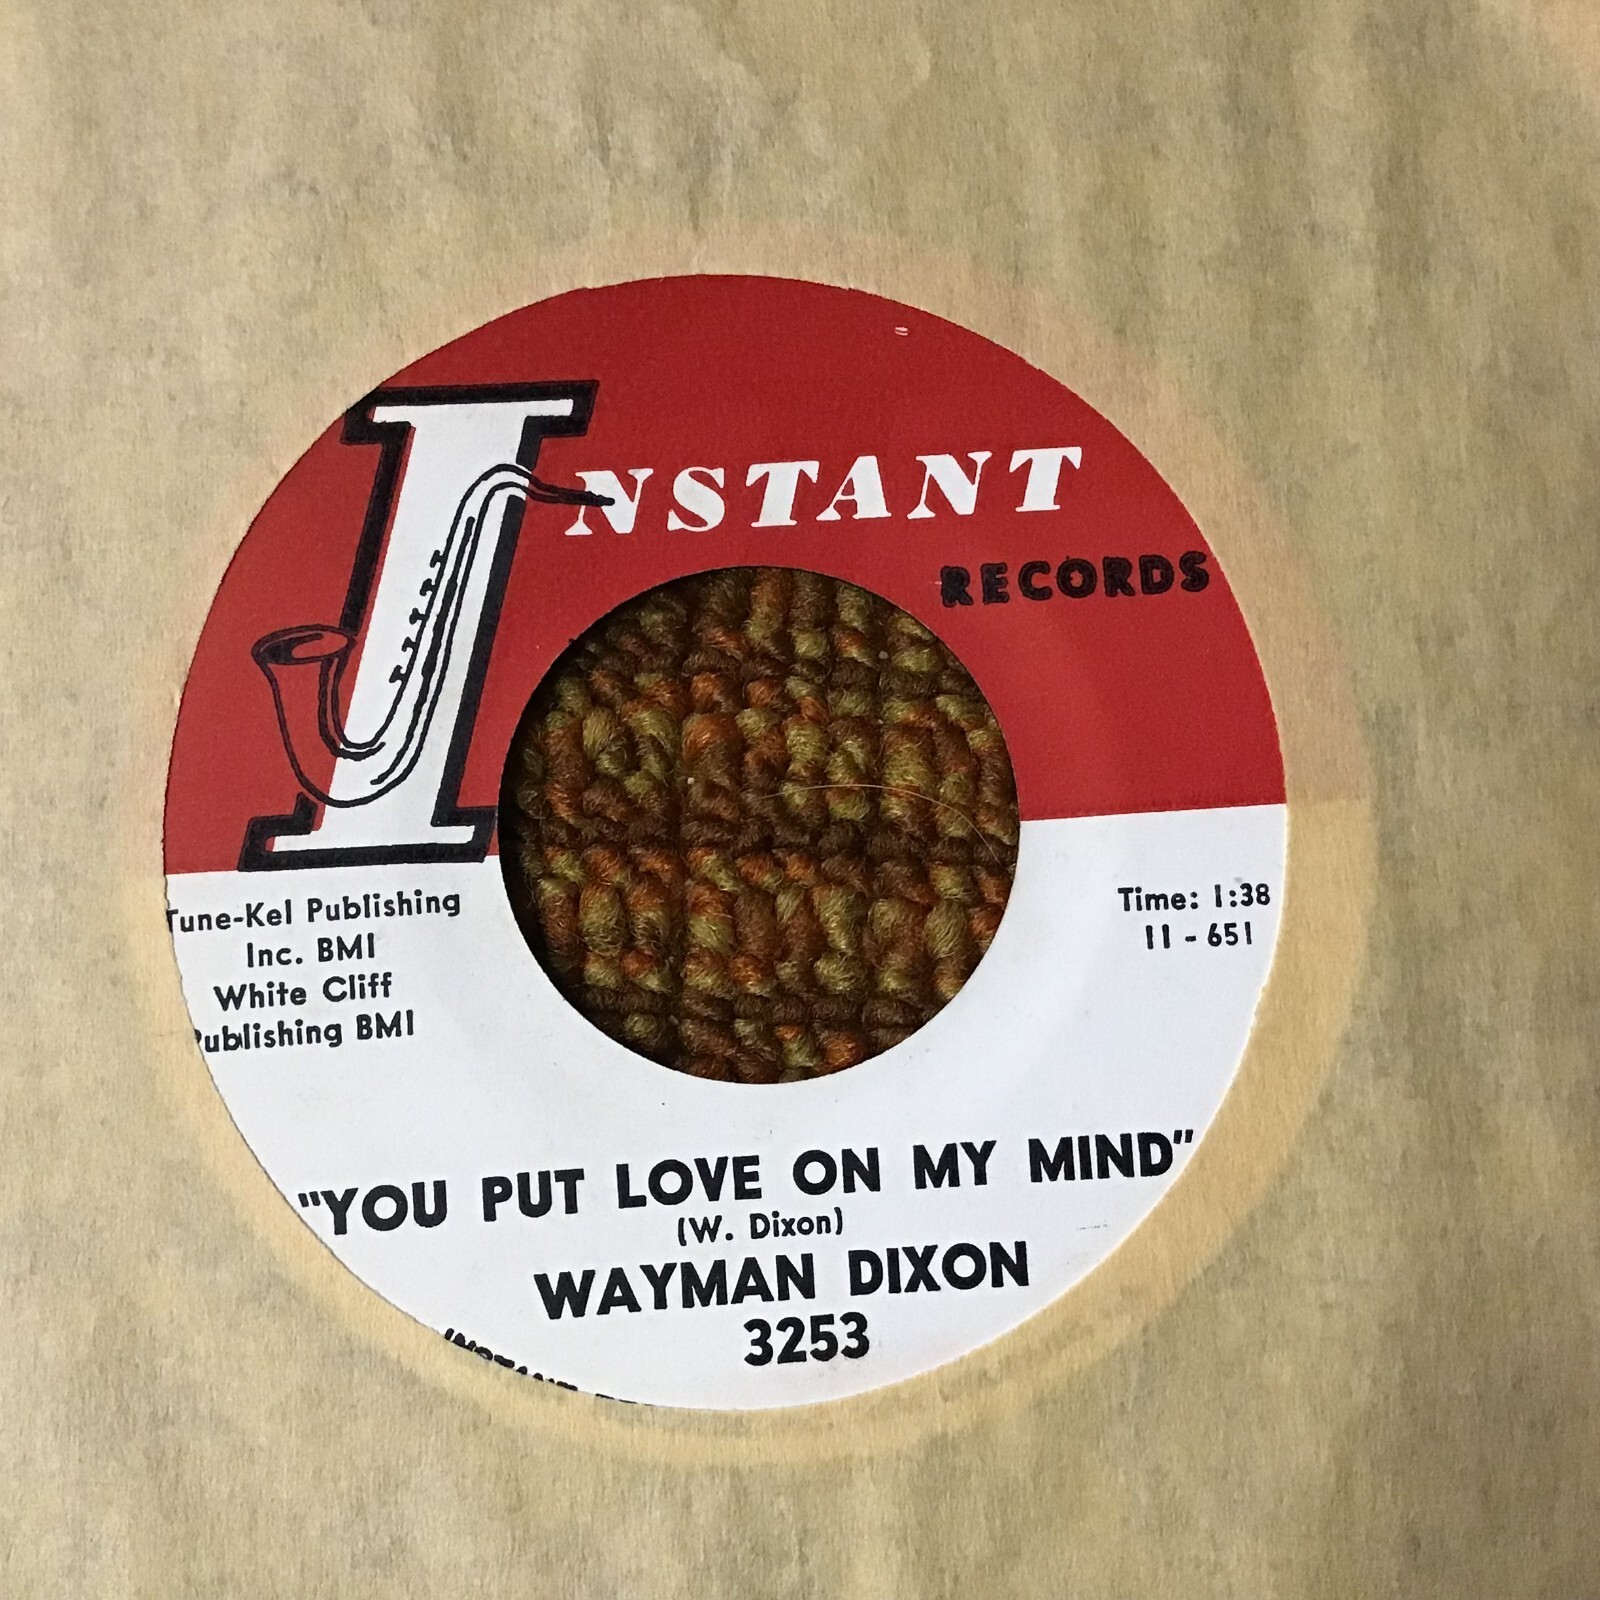 INSTANT
RECORDS
Tune-Kel Publishing
Inc. BMI
White Cliff
Publishing BMI
Time: 1:38
11 - 651
"YOU PUT LOVE ON MY MIND"
(W. Dixon)
WAYMAN DIXON
3253